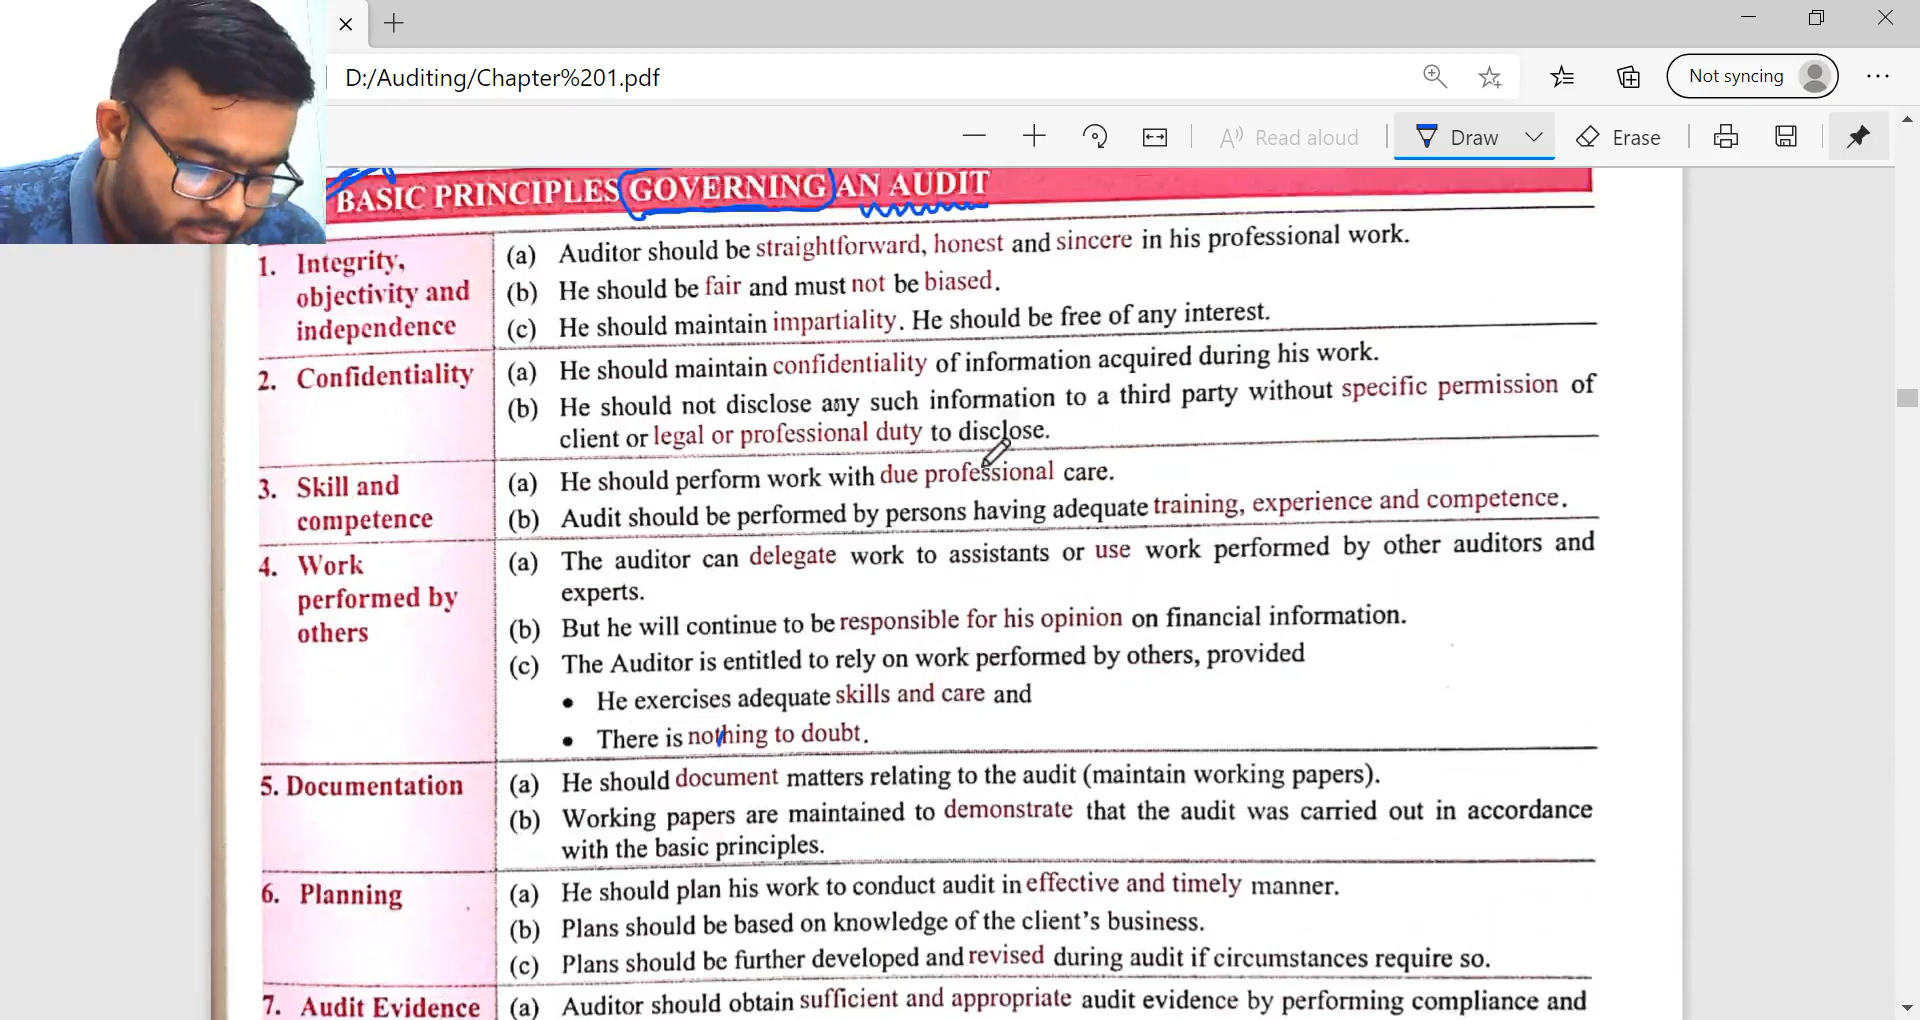 D:/Auditing/Chapter%201.pdf
Not syncing
Read aloud
Draw
Erase
BASIC PRINCIPLES GOVERNING AN AUDIT
1. Integrity, objectivity and independence
(a) Auditor should be straightforward, honest and sincere in his professional work.
(b) He should be fair and must not be biased.
(c) He should maintain impartiality. He should be free of any interest.
2. Confidentiality
(a) He should maintain confidentiality of information acquired during his work.
(b) He should not disclose any such information to a third party without specific permission of
client or legal or professional duty to disclose.
3. Skill and competence
(a) He should perform work with due professional care.
(b) Audit should be performed by persons having adequate training, experience and competence.
4. Work performed by others
(a) The auditor can delegate work to assistants or use work performed by other auditors and
experts.
(b) But he will continue to be responsible for his opinion on financial information.
(c) The Auditor is entitled to rely on work performed by others, provided
• He exercises adequate skills and care and
• There is nothing to doubt.
5. Documentation
(a) He should document matters relating to the audit (maintain working papers).
(b) Working papers are maintained to demonstrate that the audit was carried out in accordance
with the basic principles.
6. Planning
(a) He should plan his work to conduct audit in effective and timely manner.
(b) Plans should be based on knowledge of the client's business.
(c) Plans should be further developed and revised during audit if circumstances require so.
7. Audit Evidence
(a) Auditor should obtain sufficient and appropriate audit evidence by performing compliance and